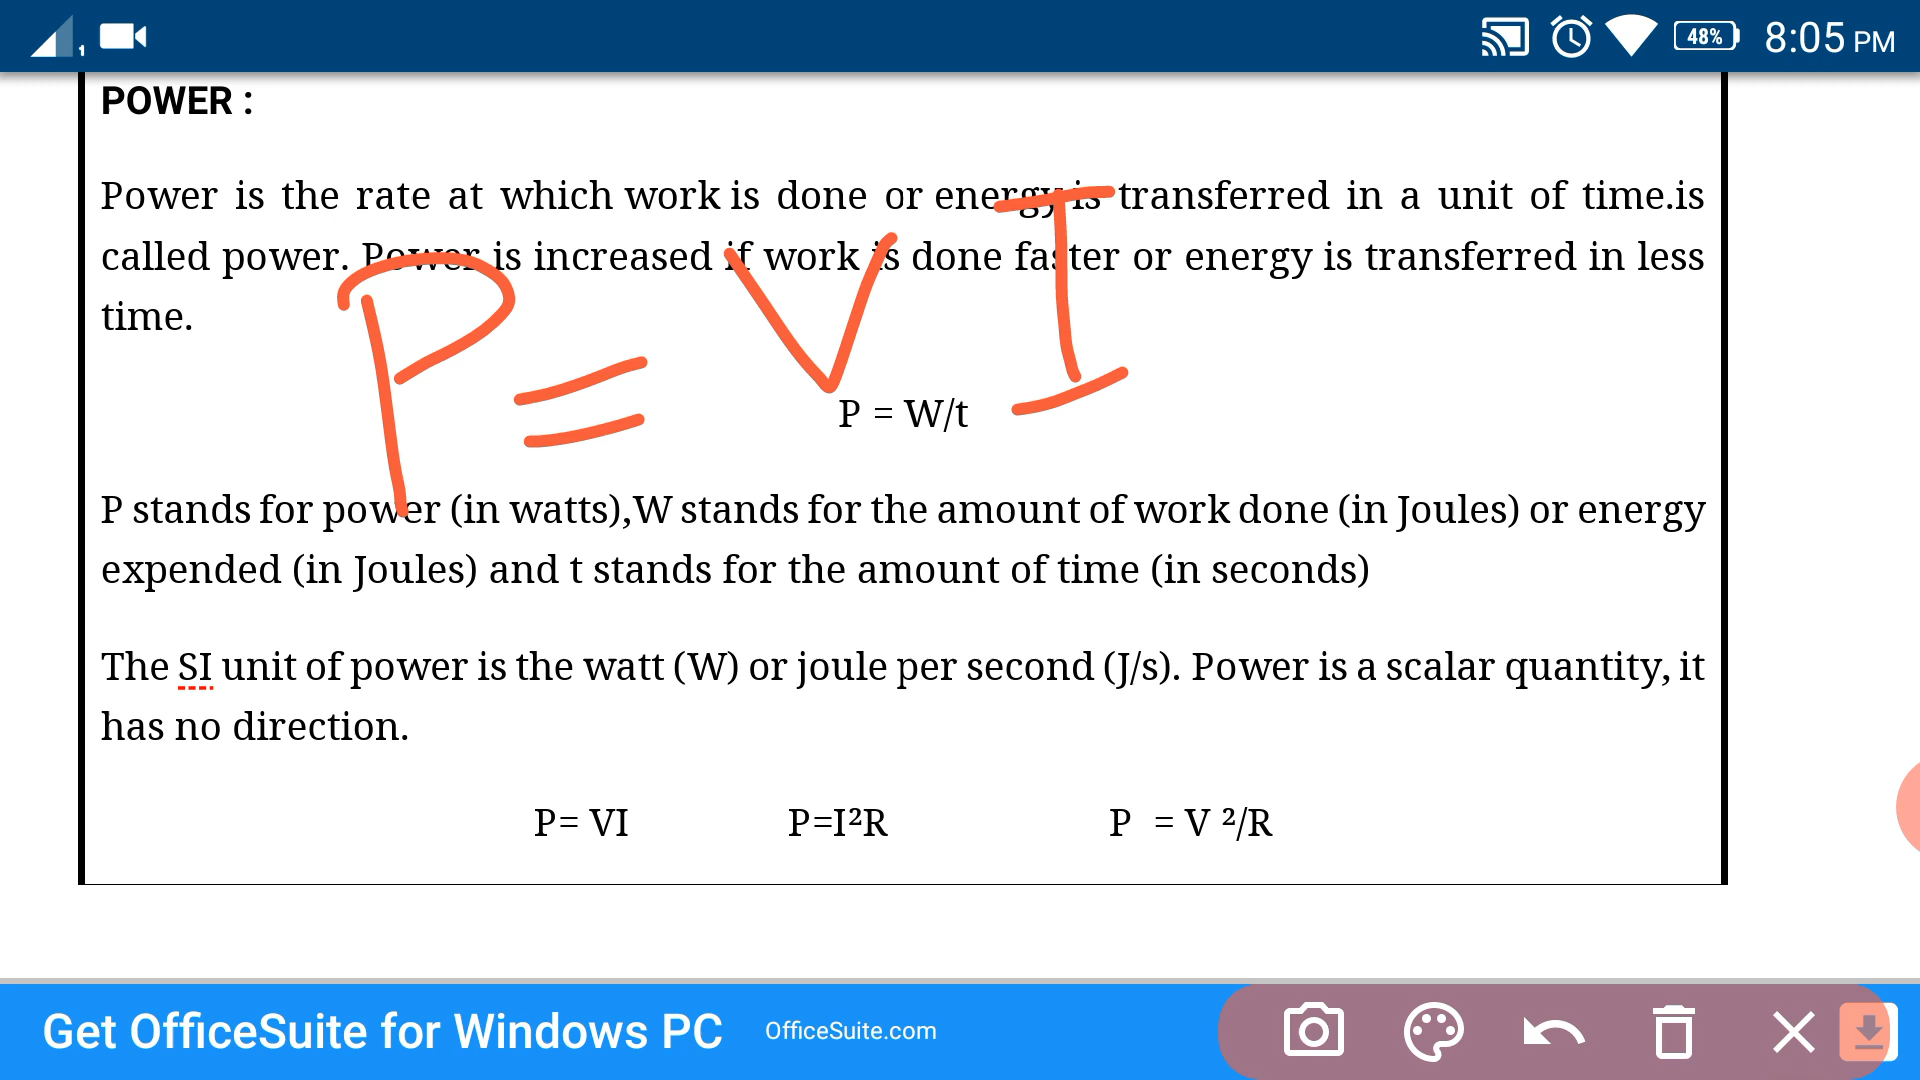 48% 8:05 PM
POWER :
Power is the rate at which work is done or energy is transferred in a unit of time.is
called power. Power is increased if work is done faster or energy is transferred in less
time.
P = VI
P = W/t
P stands for power (in watts),W stands for the amount of work done (in Joules) or energy
expended (in Joules) and t stands for the amount of time (in seconds)
The SI unit of power is the watt (W) or joule per second (J/s). Power is a scalar quantity, it
has no direction.
P= VI P=I²R P = V ²/R
Get OfficeSuite for Windows PC OfficeSuite.com